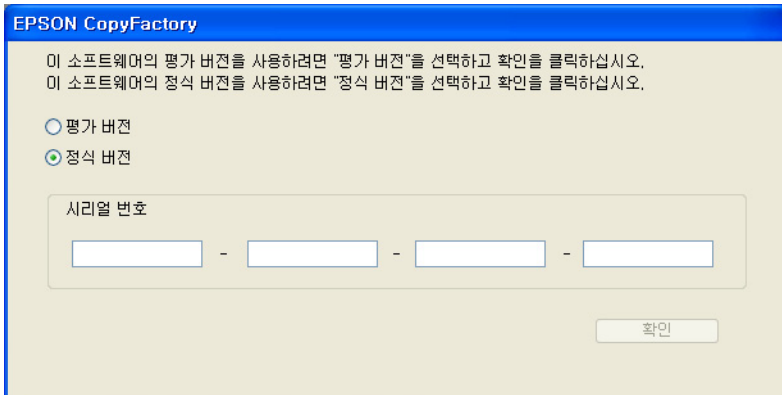 EPSON CopyFactory
이 소프트웨어의 평가 버전을 사용하려면 "평가 버전"을 선택하고 확인을 클릭하십시오.
이 소프트웨어의 정식 버전을 사용하려면 "정식 버전"을 선택하고 확인을 클릭하십시오.
평가 버전
정식 버전
시리얼 번호
- - -
확인